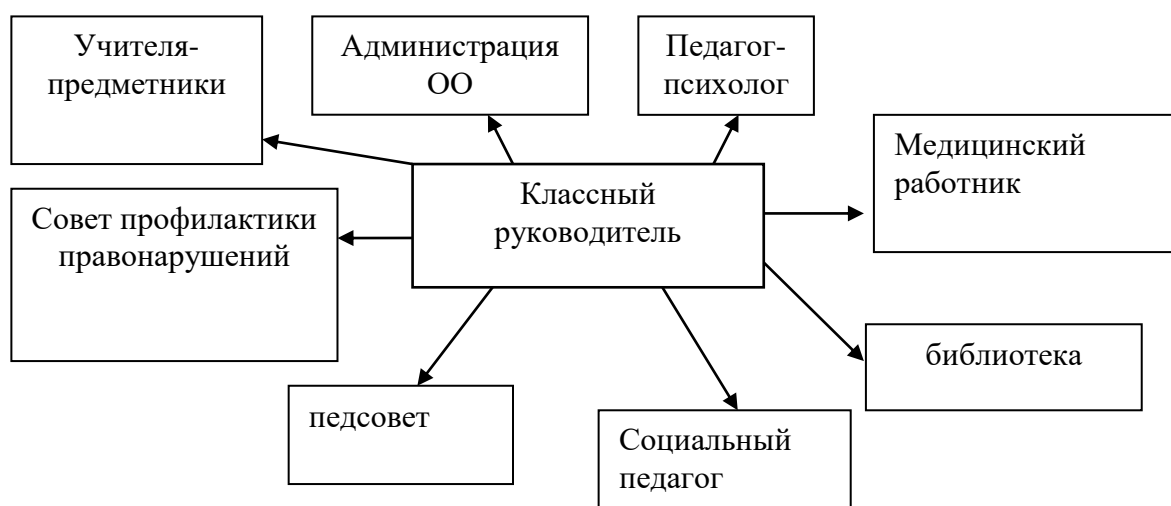 Учителя-
предметники
Администрация
ОО
Педагог-
психолог
Медицинский
работник
Классный
руководитель
Совет профилактики
правонарушений
библиотека
педсовет
Социальный
педагог